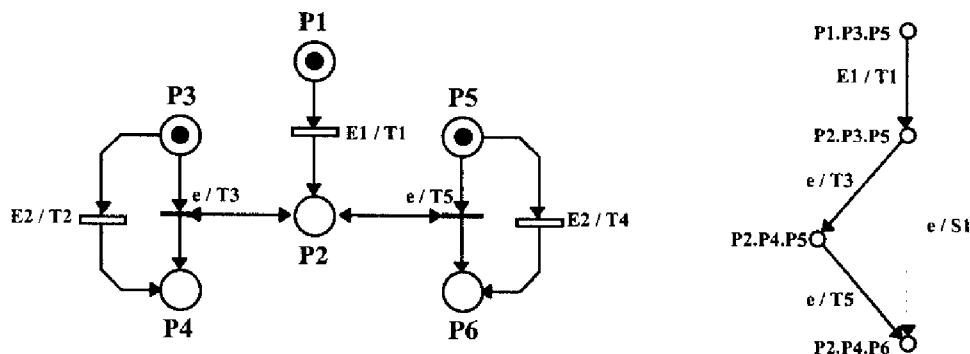 P1
P3
P5
E1 / T1
E2 / T2
e / T3
e / T5
E2 / T4
P2
P4
P6
P1.P3.P5
E1 / T1
P2.P3.P5
e / T3
P2.P4.P5
e / T5
P2.P4.P6